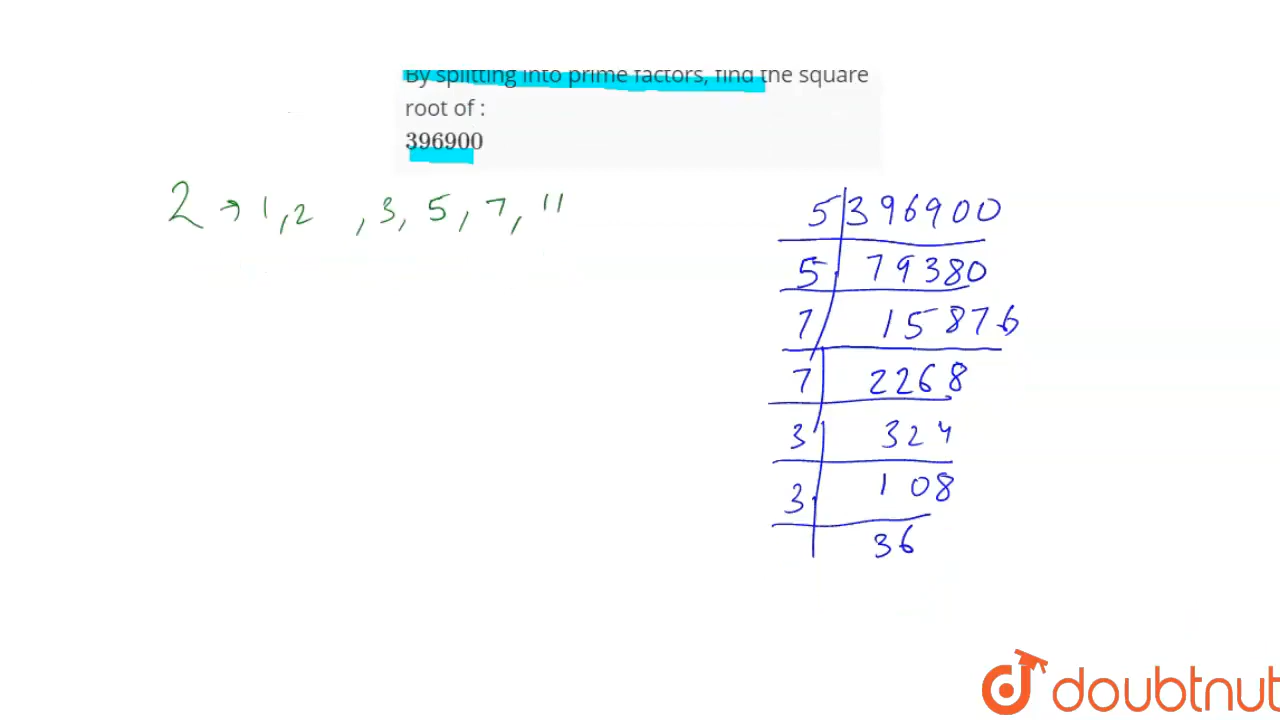 By splitting into prime factors, find the square
root of :
396900
2 → 1, 2 , 3, 5, 7, 11
5 396900
5 79380
7 15876
7 2268
3 324
3 108
36
doubtnut